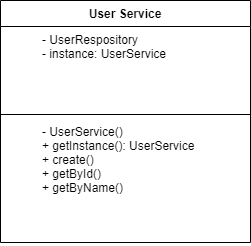 User Service
- UserRespository
- instance: UserService
- UserService()
+ getInstance(): UserService
+ create()
+ getById()
+ getByName()